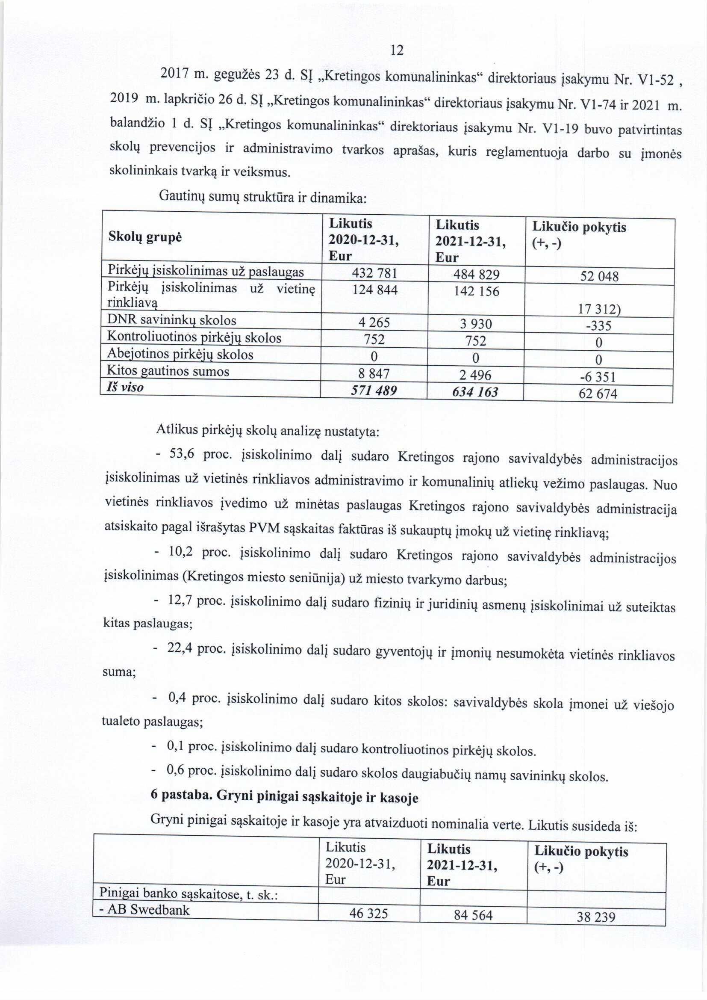 12
2017 m. gegužės 23 d. SĮ „Kretingos komunalininkas“ direktoriaus įsakymu Nr. V1-52 ,
2019 m. lapkričio 26 d. SĮ „Kretingos komunalininkas“ direktoriaus įsakymu Nr. V1-74 ir 2021 m.
balandžio 1 d. SĮ „Kretingos komunalininkas“ direktoriaus įsakymu Nr. V1-19 buvo patvirtintas
skolų prevencijos ir administravimo tvarkos aprašas, kuris reglamentuoja darbo su įmonės
skolininkais tvarką ir veiksmus.
Gautinų sumų struktūra ir dinamika:
Skolų grupė
Likutis
2020-12-31,
Eur
Likutis
2021-12-31,
Eur
Likučio pokytis
(+, -)
Pirkėjų įsiskolinimas už paslaugas 432 781 484 829 52 048
Pirkėjų įsiskolinimas už vietinę 124 844 142 156
rinkliavą 17 312)
DNR savininkų skolos 4 265 3 930 -335
Kontroliuotinos pirkėjų skolos 752 752 0
Abejotinos pirkėjų skolos 0 0 0
Kitos gautinos sumos 8 847 2 496 -6 351
Iš viso 571 489 634 163 62 674
Atlikus pirkėjų skolų analizę nustatyta:
- 53,6 proc. įsiskolinimo dalį sudaro Kretingos rajono savivaldybės administracijos
įsiskolinimas už vietinės rinkliavos administravimo ir komunalinių atliekų vežimo paslaugas. Nuo
vietinės rinkliavos įvedimo už minėtas paslaugas Kretingos rajono savivaldybės administracija
atsiskaito pagal išrašytas PVM sąskaitas faktūras iš sukauptų įmokų už vietinę rinkliavą;
- 10,2 proc. įsiskolinimo dalį sudaro Kretingos rajono savivaldybės administracijos
įsiskolinimas (Kretingos miesto seniūnija) už miesto tvarkymo darbus;
- 12,7 proc. įsiskolinimo dalį sudaro fizinių ir juridinių asmenų įsiskolinimai už suteiktas
kitas paslaugas;
- 22,4 proc. įsiskolinimo dalį sudaro gyventojų ir įmonių nesumokėta vietinės rinkliavos
suma;
- 0,4 proc. įsiskolinimo dalį sudaro kitos skolos: savivaldybės skola įmonei už viešojo
tualeto paslaugas;
- 0,1 proc. įsiskolinimo dalį sudaro kontroliuotinos pirkėjų skolos.
- 0,6 proc. įsiskolinimo dalį sudaro skolos daugiabučių namų savininkų skolos.
6 pastaba. Gryni pinigai sąskaitoje ir kasoje
Gryni pinigai sąskaitoje ir kasoje yra atvaizduoti nominalia verte. Likutis susideda iš:
Likutis
2020-12-31,
Eur
Likutis
2021-12-31,
Eur
Likučio pokytis
(+, -)
Pinigai banko sąskaitose, t. sk.:
- AB Swedbank 46 325 84 564 38 239